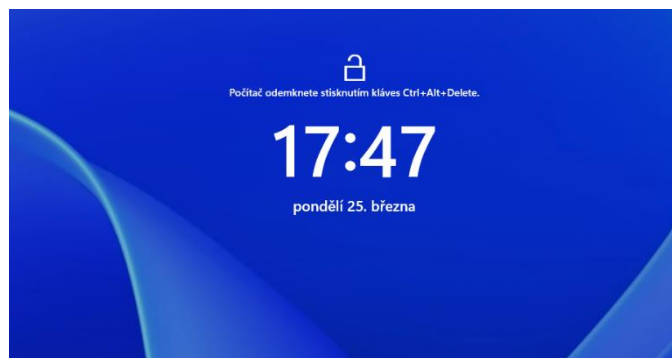 Počítač odemknete stisknutím kláves Ctrl+Alt+Delete.
17:47
pondělí 25. března